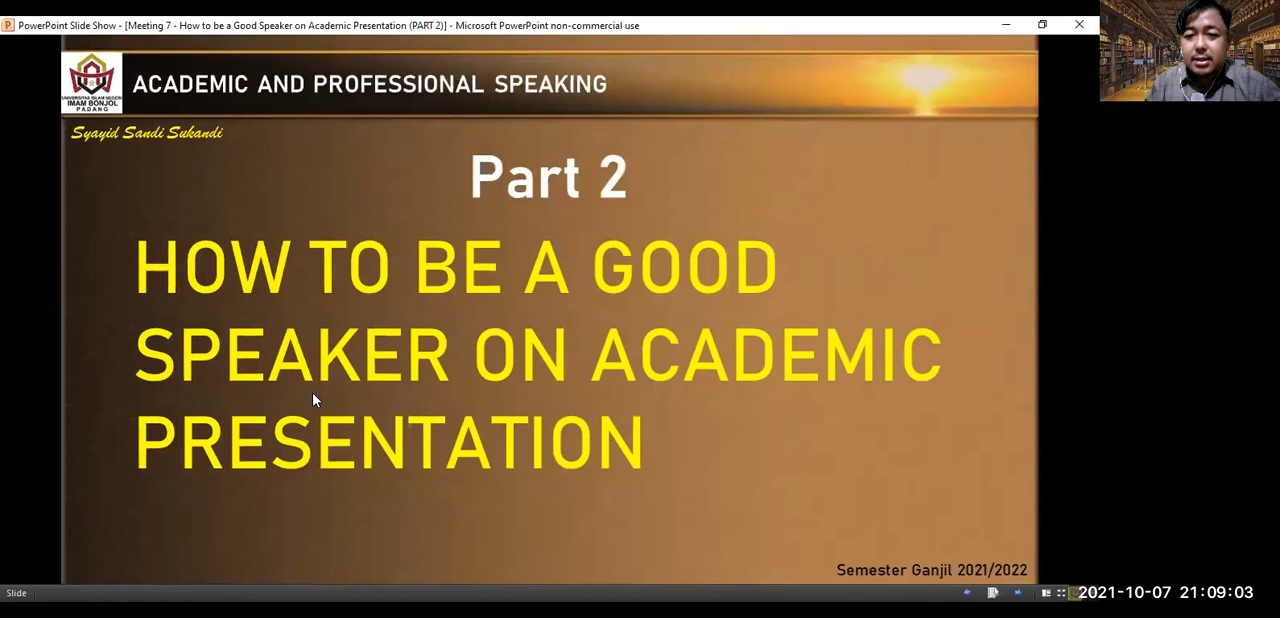 PowerPoint Slide Show - [Meeting 7 - How to be a Good Speaker on Academic Presentation (PART 2)] - Microsoft PowerPoint non-commercial use
UNIVERSITAS ISLAM NEGERI
IMAM BONJOL
PADANG
ACADEMIC AND PROFESSIONAL SPEAKING
Syayid Sandi Sukandi
Part 2
HOW TO BE A GOOD
SPEAKER ON ACADEMIC
PRESENTATION
Semester Ganjil 2021/2022
Slide
2021-10-07 21:09:03